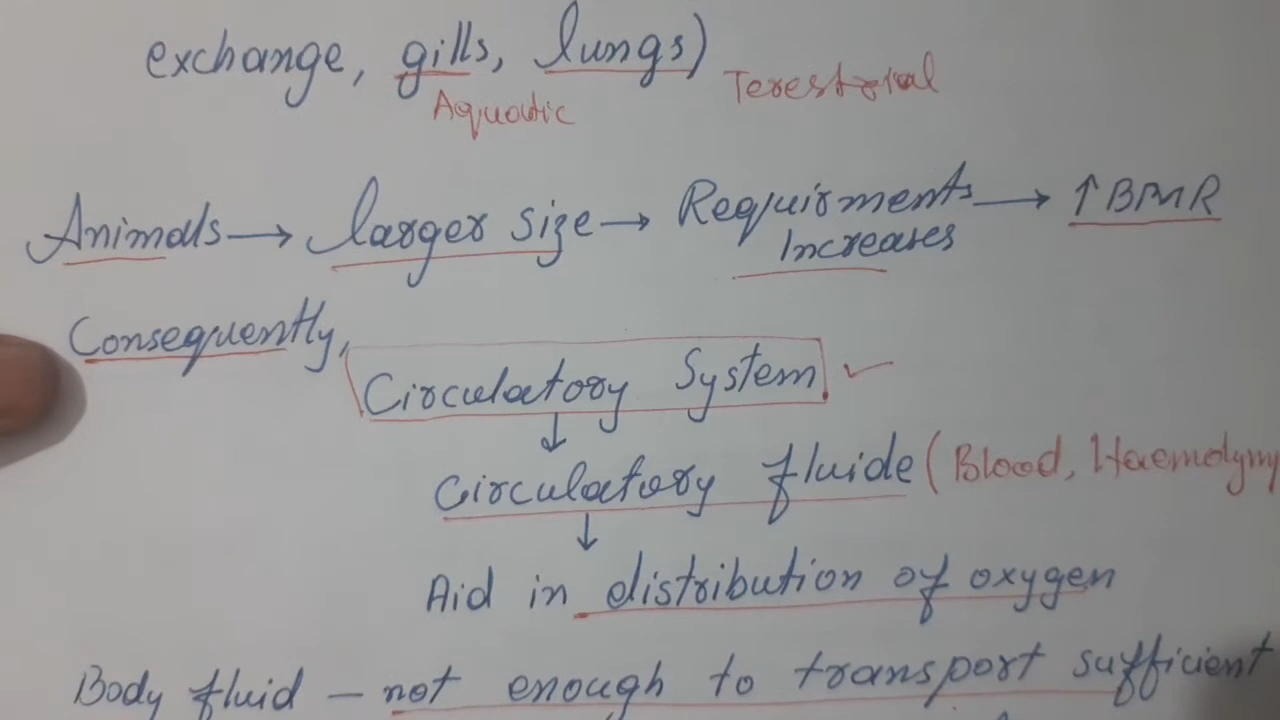 exchange, gills, lungs)
Aquatic
Terestrial
Animals → larger size → Requirments → ↑ BMR
Increases
Consequently,
Circulatory System ✓
↓
Circulatory fluide (Blood, Haemolym
↓
Aid in distribution of oxygen
Body fluid – not enough to transport sufficient